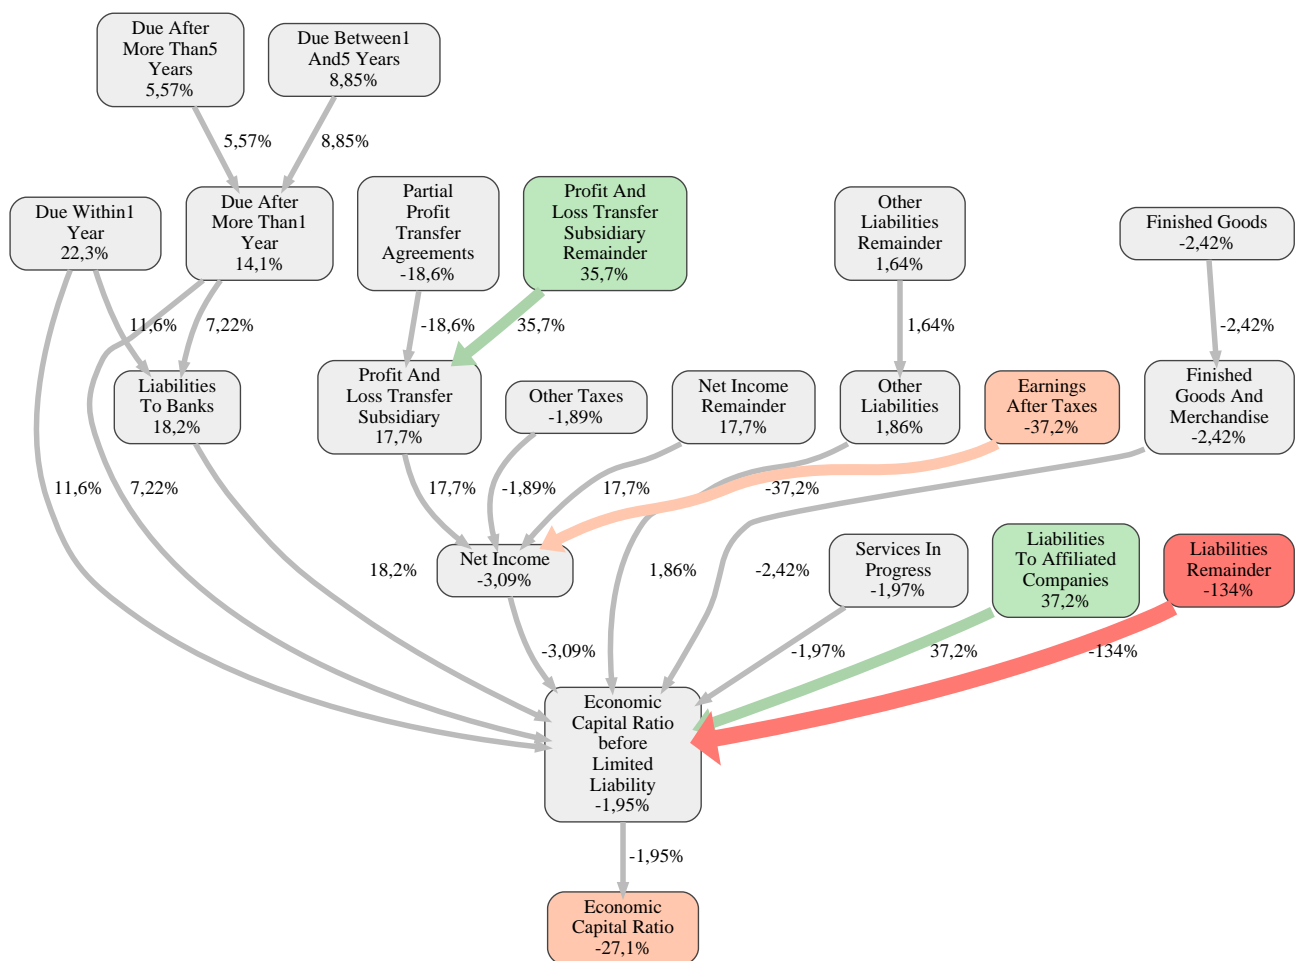 Due After
More Than5
Years
5,57%
Due Between1
And5 Years
8,85%
5,57%
8,85%
Due Within1
Year
22,3%
Due After
More Than1
Year
14,1%
Partial
Profit
Transfer
Agreements
-18,6%
Profit And
Loss Transfer
Subsidiary
Remainder
35,7%
Other
Liabilities
Remainder
1,64%
Finished Goods
-2,42%
11,6%
7,22%
-18,6%
35,7%
1,64%
-2,42%
Liabilities
To Banks
18,2%
Profit And
Loss Transfer
Subsidiary
17,7%
Other Taxes
-1,89%
Net Income
Remainder
17,7%
Other
Liabilities
1,86%
Earnings
After Taxes
-37,2%
Finished
Goods And
Merchandise
-2,42%
11,6%
7,22%
17,7%
-1,89%
17,7%
-37,2%
18,2%
Net Income
-3,09%
1,86%
-2,42%
Services In
Progress
-1,97%
Liabilities
To Affiliated
Companies
37,2%
Liabilities
Remainder
-134%
-3,09%
-1,97%
37,2%
-134%
Economic
Capital Ratio
before
Limited
Liability
-1,95%
-1,95%
Economic
Capital Ratio
-27,1%